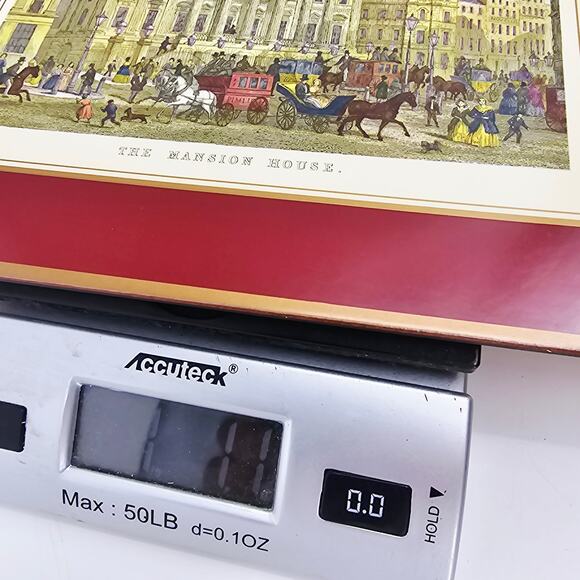 THE MANSION HOUSE.
Accuteck®
Max : 50LB d=0.1OZ
0.0
HOLD